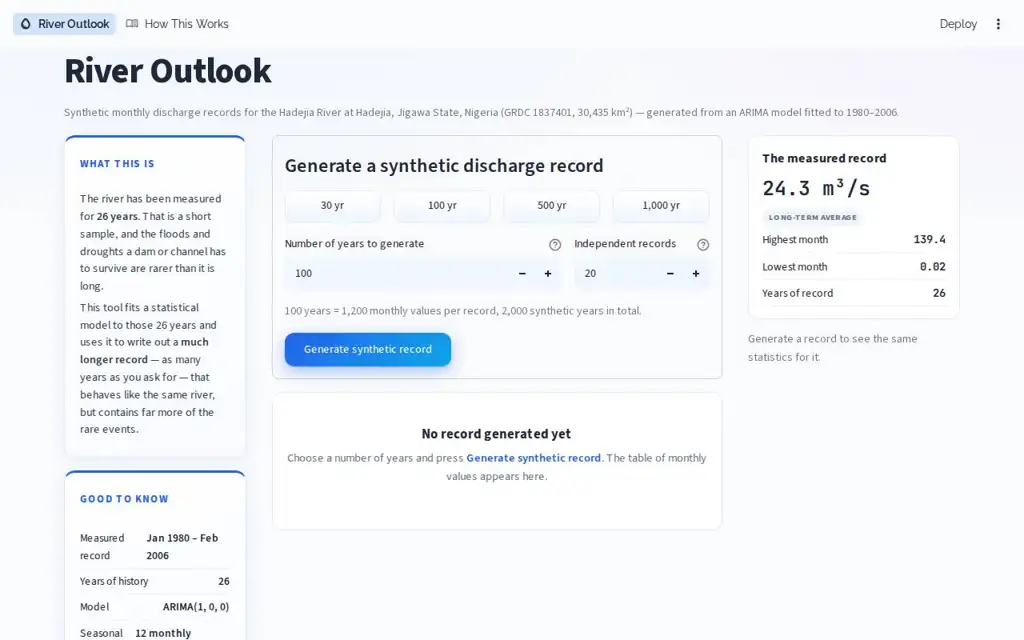 River Outlook
How This Works
Deploy
River Outlook
Synthetic monthly discharge records for the Hadejia River at Hadejia, Jigawa State, Nigeria (GRDC 1837401, 30,435 km²) — generated from an ARIMA model fitted to 1980–2006.
WHAT THIS IS
The river has been measured
for 26 years. That is a short
sample, and the floods and
droughts a dam or channel has
to survive are rarer than it is
long.
This tool fits a statistical
model to those 26 years and
uses it to write out a much
longer record — as many
years as you ask for — that
behaves like the same river,
but contains far more of the
rare events.
GOOD TO KNOW
Measured record Jan 1980 – Feb 2006
Years of history 26
Model ARIMA(1, 0, 0)
Seasonal 12 monthly
Generate a synthetic discharge record
30 yr 100 yr 500 yr 1,000 yr
Number of years to generate
Independent records
100 − +
20 − +
100 years = 1,200 monthly values per record, 2,000 synthetic years in total.
Generate synthetic record
No record generated yet
Choose a number of years and press Generate synthetic record. The table of monthly
values appears here.
The measured record
24.3 m³/s
LONG-TERM AVERAGE
Highest month 139.4
Lowest month 0.02
Years of record 26
Generate a record to see the same
statistics for it.